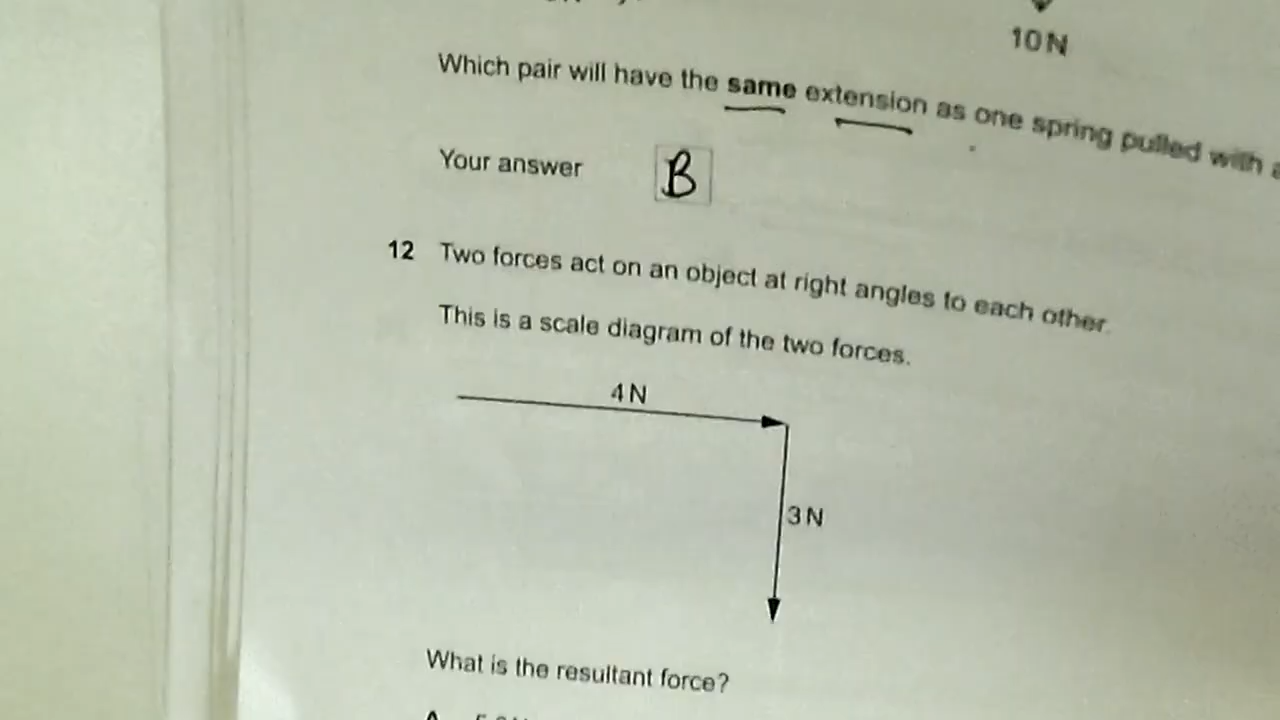 10 N
Which pair will have the same extension as one spring pulled with
Your answer B
12 Two forces act on an object at right angles to each other.
This is a scale diagram of the two forces.
4 N
3 N
What is the resultant force?